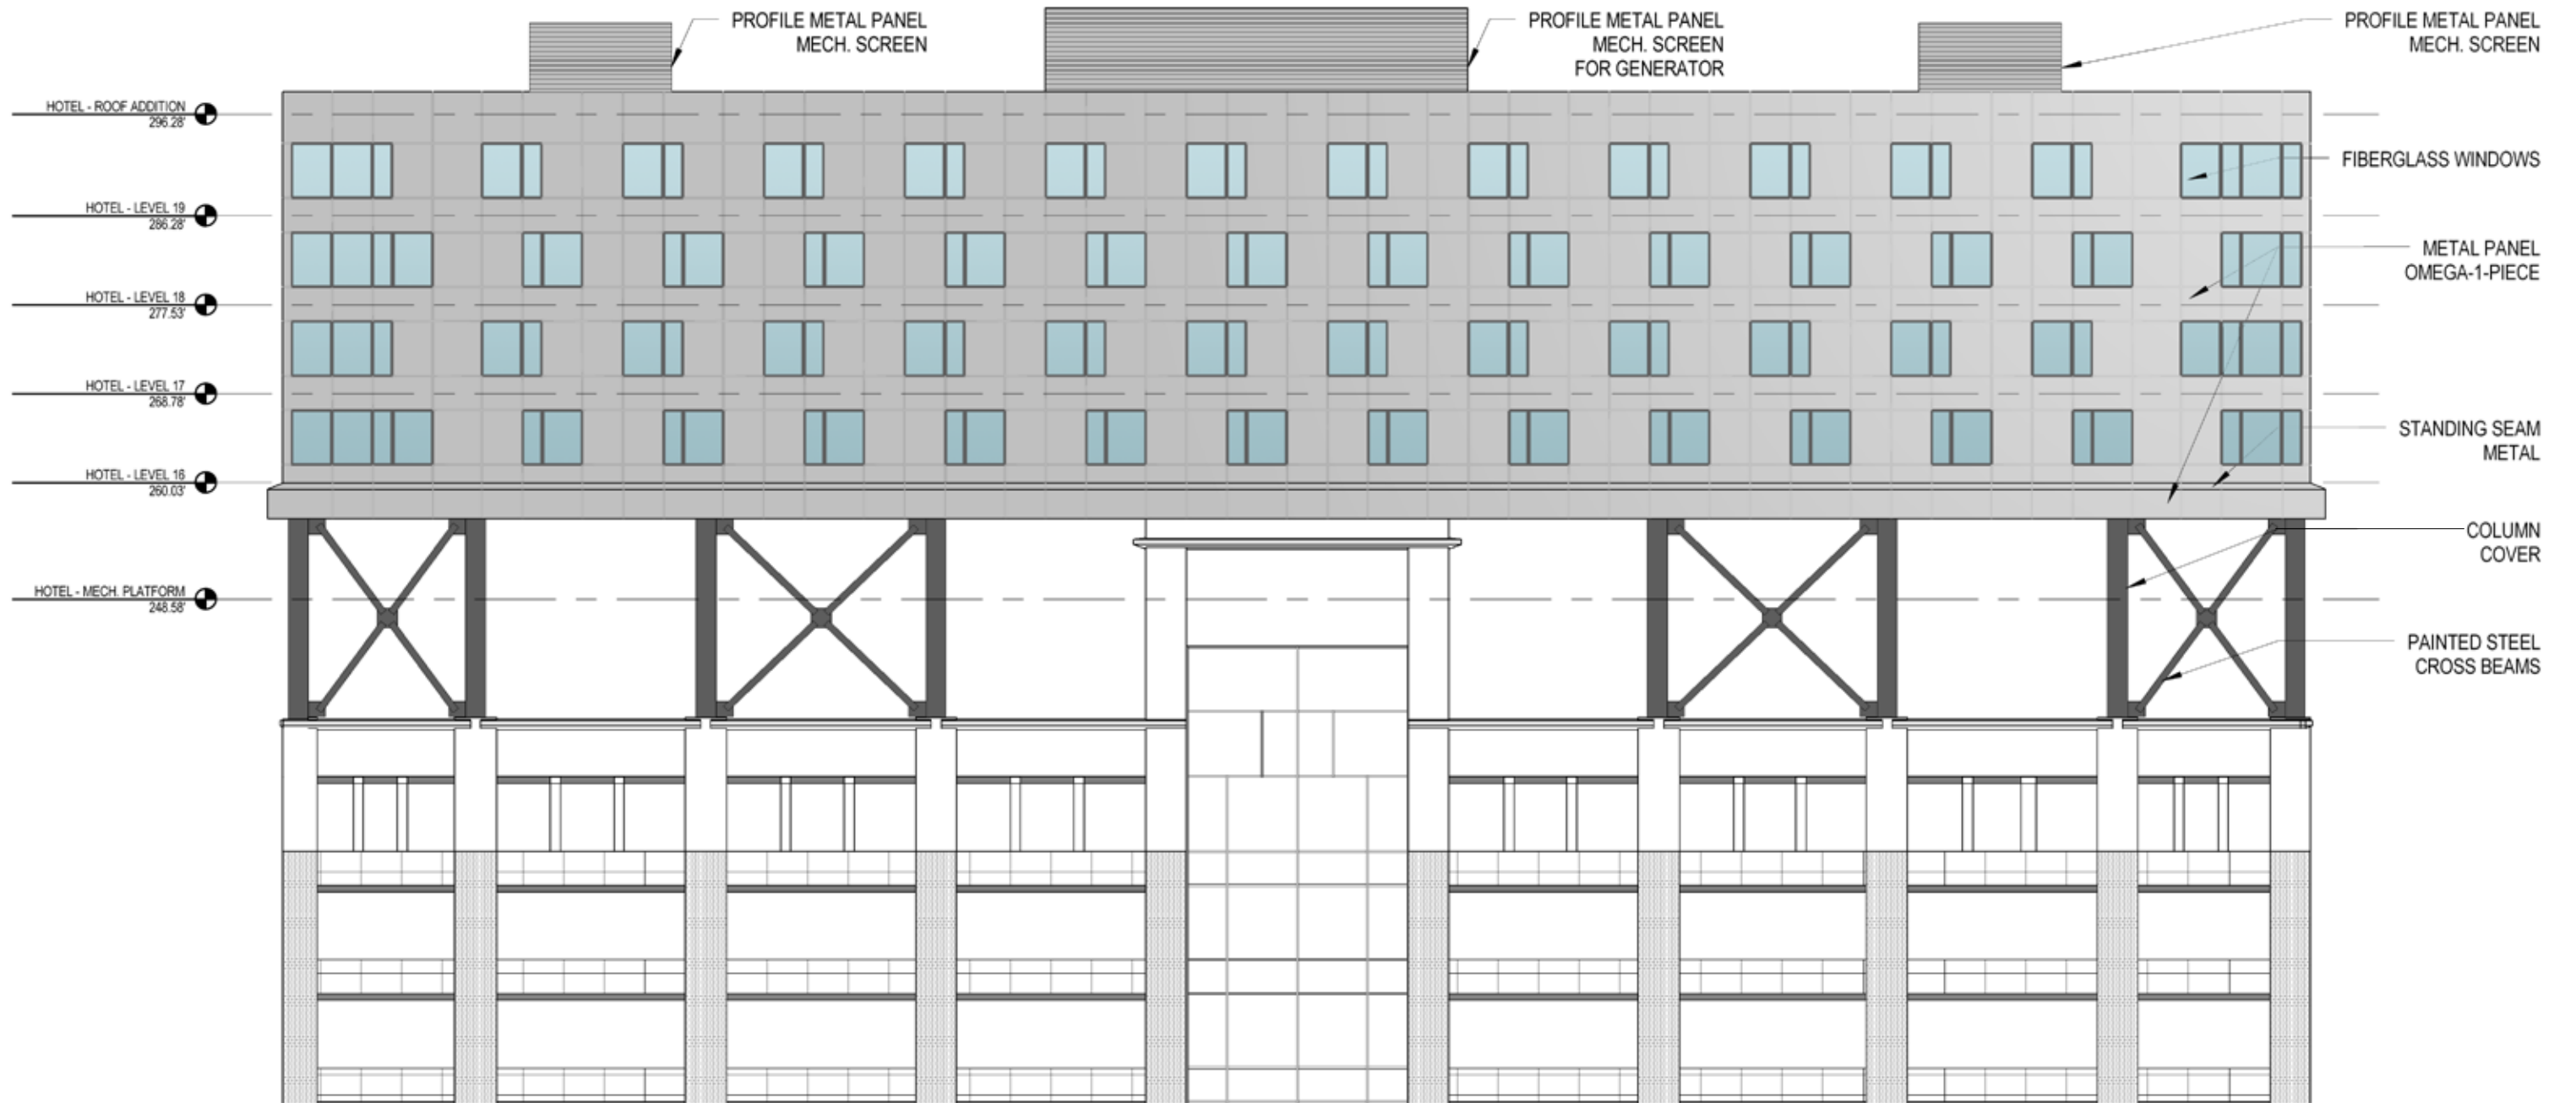 PROFILE METAL PANEL
MECH. SCREEN
PROFILE METAL PANEL
MECH. SCREEN
FOR GENERATOR
PROFILE METAL PANEL
MECH. SCREEN
HOTEL - ROOF ADDITION
296.28'
FIBERGLASS WINDOWS
HOTEL - LEVEL 19
286.28'
METAL PANEL
OMEGA-1-PIECE
HOTEL - LEVEL 18
277.53'
HOTEL - LEVEL 17
268.78'
STANDING SEAM
METAL
HOTEL - LEVEL 16
260.03'
COLUMN
COVER
HOTEL - MECH. PLATFORM
248.58'
PAINTED STEEL
CROSS BEAMS